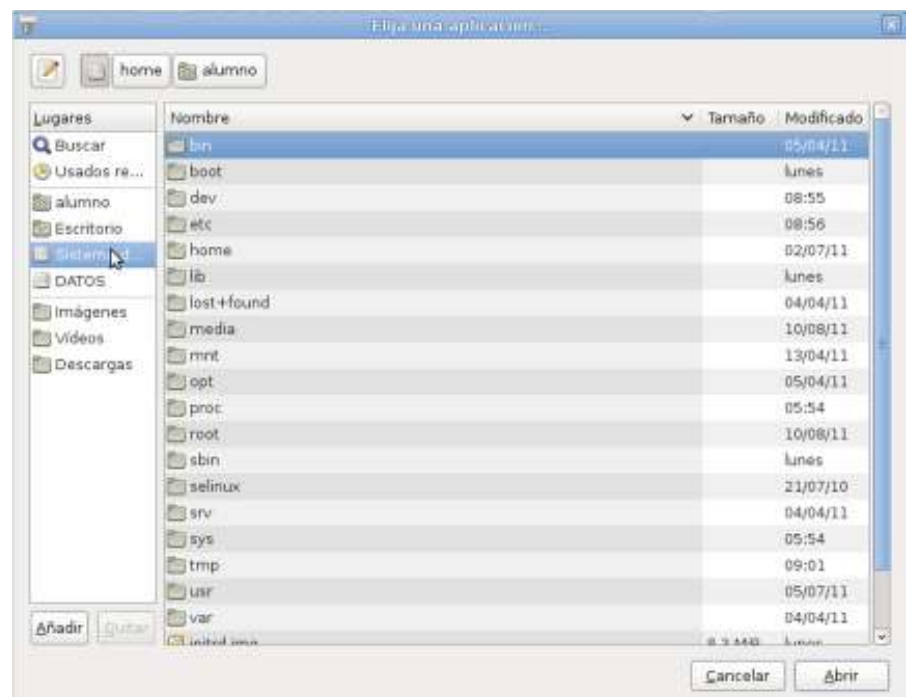 Elija una aplicación...
home alumno
Lugares
Buscar
Usados re...
alumno
Escritorio
Sistema d...
DATOS
Imágenes
Vídeos
Descargas
Añadir Quitar
Nombre Tamaño Modificado
bin 05/04/11
boot lunes
dev 08:55
etc 08:56
home 02/07/11
lib lunes
lost+found 04/04/11
media 10/08/11
mnt 13/04/11
opt 05/04/11
proc 05:54
root 10/08/11
sbin lunes
selinux 21/07/10
srv 04/04/11
sys 05:54
tmp 09:01
usr 05/07/11
var 04/04/11
initrd.img lunes
Cancelar Abrir